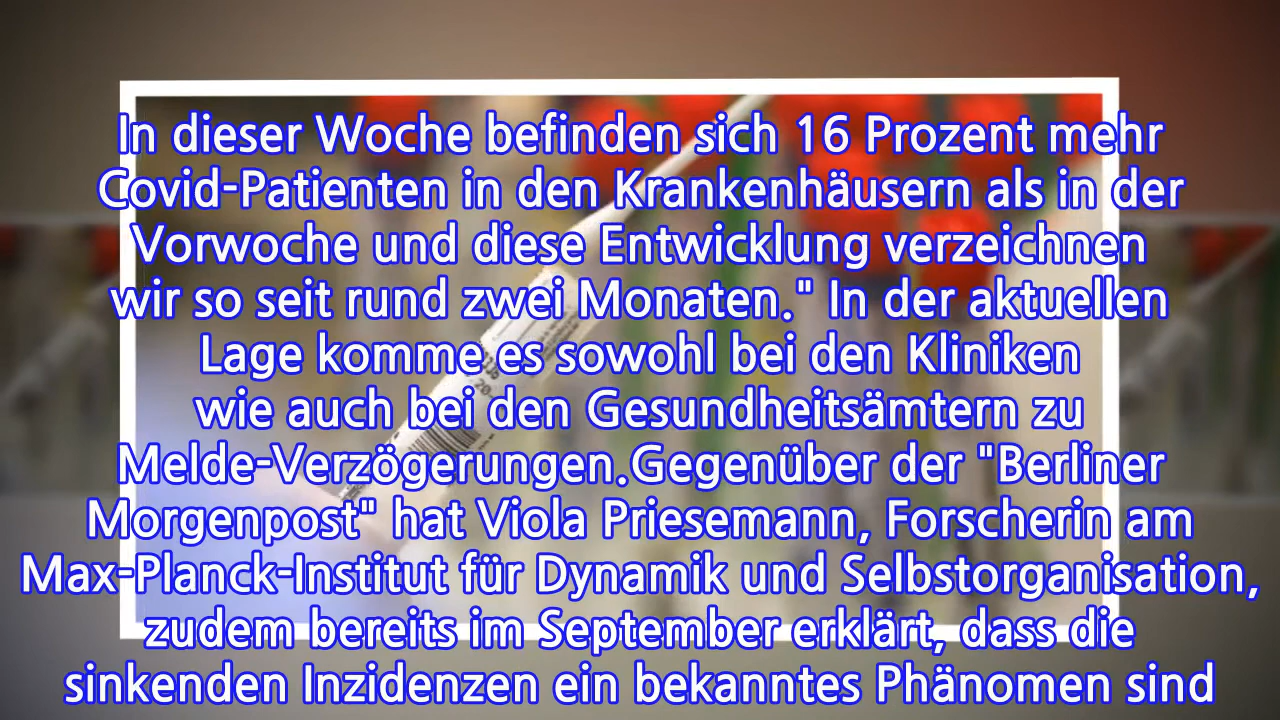 In dieser Woche befinden sich 16 Prozent mehr
Covid-Patienten in den Krankenhäusern als in der
Vorwoche und diese Entwicklung verzeichnen
wir so seit rund zwei Monaten." In der aktuellen
Lage komme es sowohl bei den Kliniken
wie auch bei den Gesundheitsämtern zu
Melde-Verzögerungen.Gegenüber der "Berliner
Morgenpost" hat Viola Priesemann, Forscherin am
Max-Planck-Institut für Dynamik und Selbstorganisation,
zudem bereits im September erklärt, dass die
sinkenden Inzidenzen ein bekanntes Phänomen sind